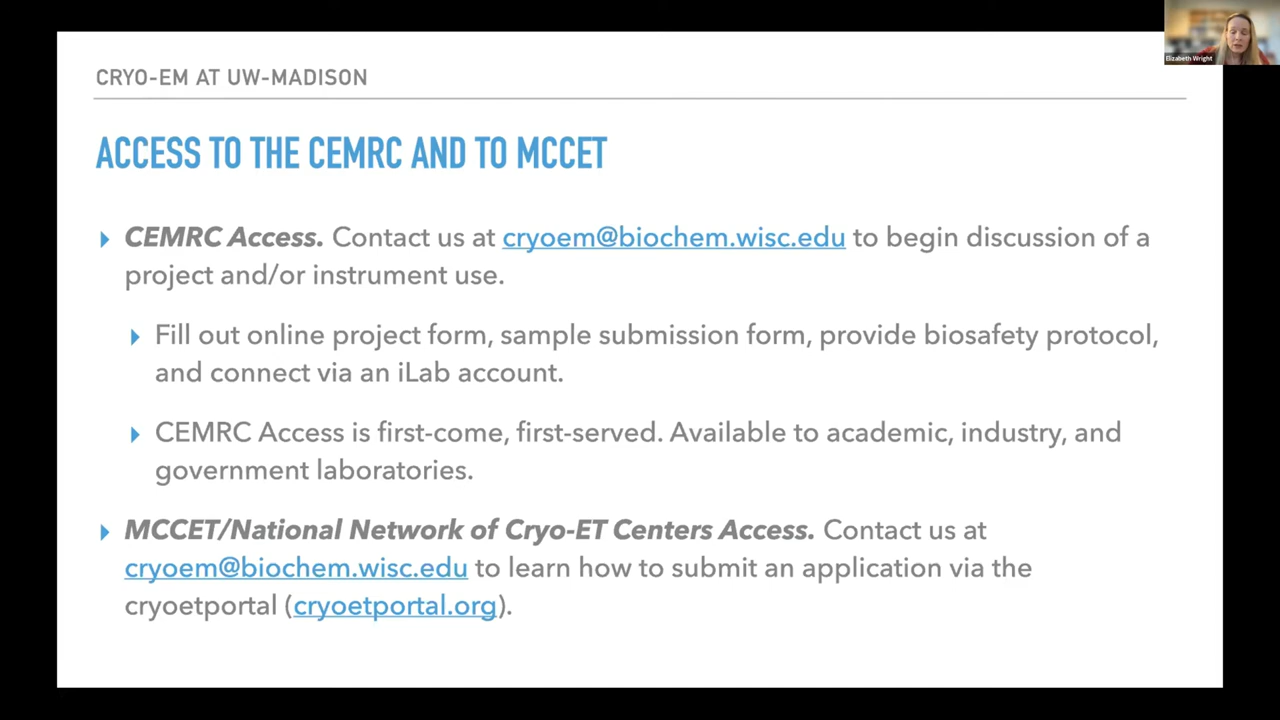 Elizabeth Wright
CRYO-EM AT UW-MADISON
ACCESS TO THE CEMRC AND TO MCCET
CEMRC Access. Contact us at cryoem@biochem.wisc.edu to begin discussion of a
project and/or instrument use.
Fill out online project form, sample submission form, provide biosafety protocol,
and connect via an iLab account.
CEMRC Access is first-come, first-served. Available to academic, industry, and
government laboratories.
MCCET/National Network of Cryo-ET Centers Access. Contact us at
cryoem@biochem.wisc.edu to learn how to submit an application via the
cryoetportal (cryoetportal.org).